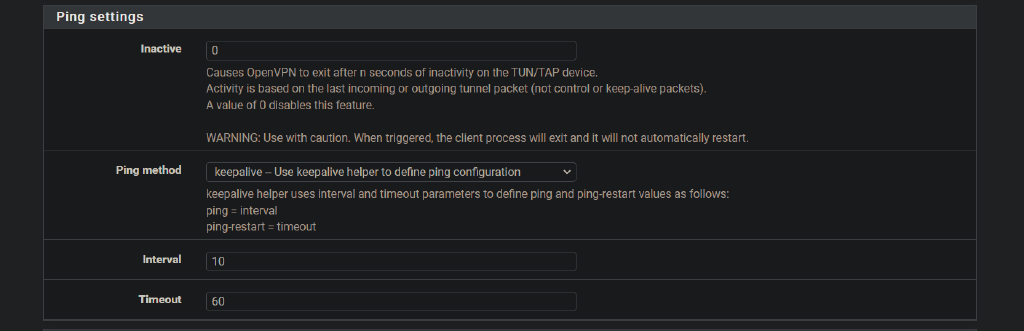 Ping settings
Inactive
0
Causes OpenVPN to exit after n seconds of inactivity on the TUN/TAP device.
Activity is based on the last incoming or outgoing tunnel packet (not control or keep-alive packets).
A value of 0 disables this feature.
WARNING: Use with caution. When triggered, the client process will exit and it will not automatically restart.
Ping method
keepalive -- Use keepalive helper to define ping configuration
keepalive helper uses interval and timeout parameters to define ping and ping-restart values as follows:
ping = interval
ping-restart = timeout
Interval
10
Timeout
60